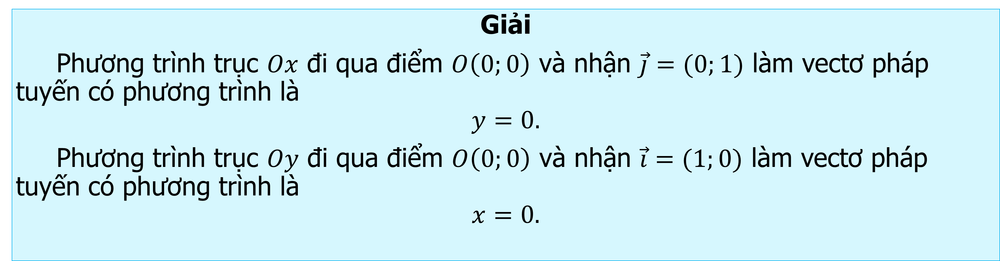 Giải
Phương trình trục Ox đi qua điểm O(0; 0) và nhận j⃗ = (0; 1) làm vectơ pháp
tuyến có phương trình là
y = 0.
Phương trình trục Oy đi qua điểm O(0; 0) và nhận i⃗ = (1; 0) làm vectơ pháp
tuyến có phương trình là
x = 0.